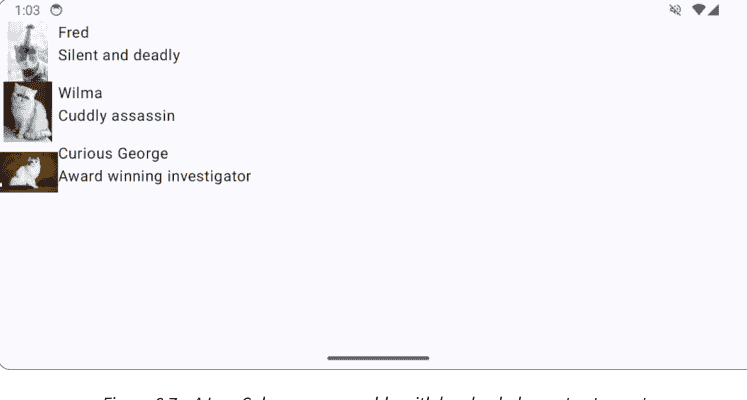 1:03
Fred
Silent and deadly
Wilma
Cuddly assassin
Curious George
Award winning investigator